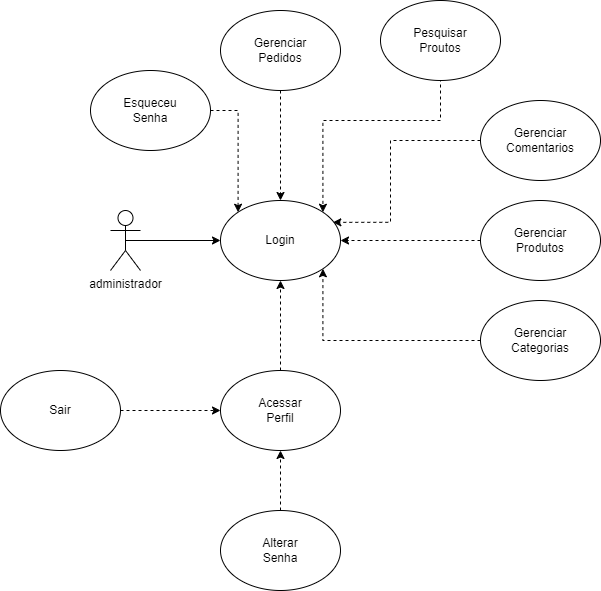 Pesquisar
Proutos
Gerenciar
Pedidos
Esqueceu
Senha
Gerenciar
Comentarios
Login
Gerenciar
Produtos
administrador
Gerenciar
Categorias
Sair
Acessar
Perfil
Alterar
Senha